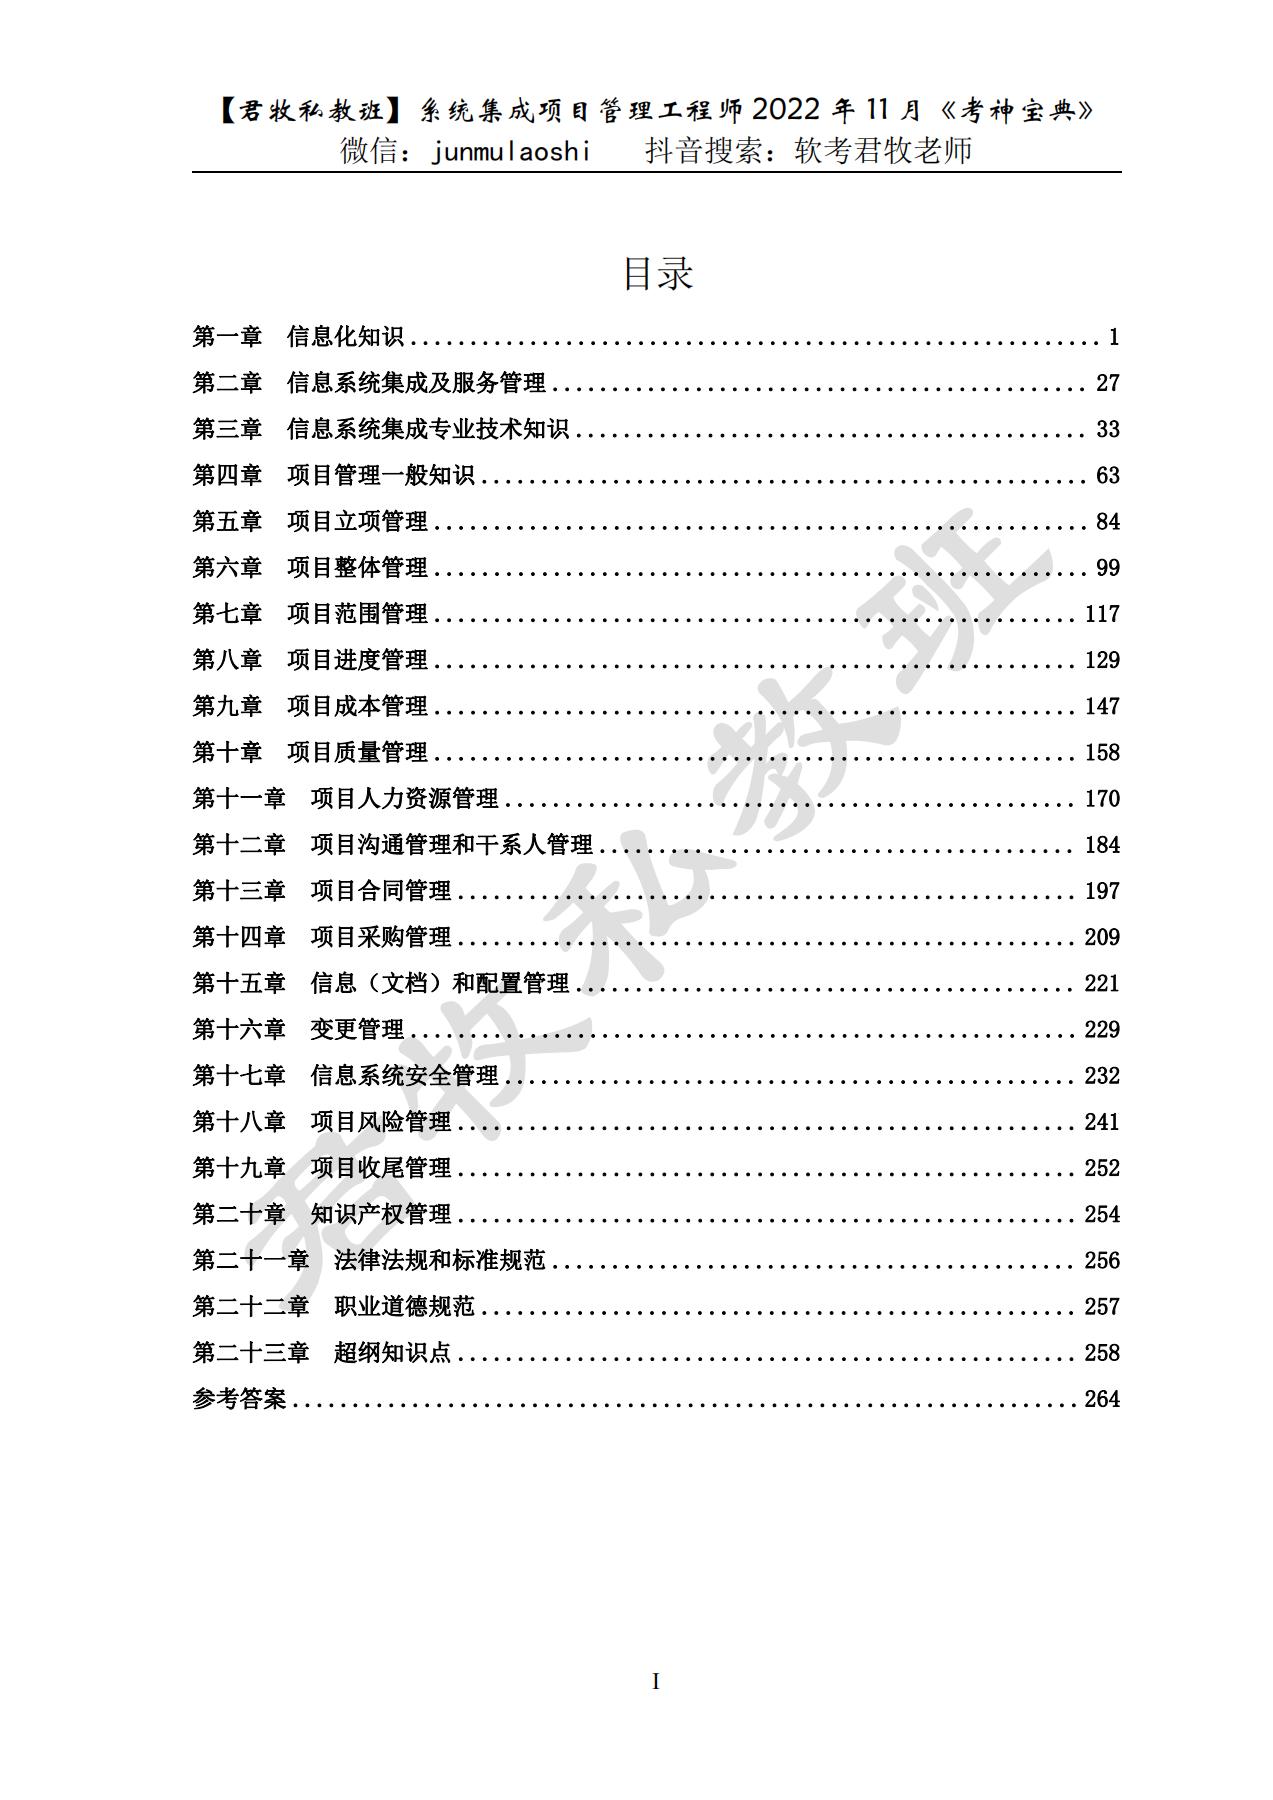 【君牧私教班】系统集成项目管理工程师2022年11月《考神宝典》
微信：junmulaoshi　抖音搜索：软考君牧老师
目录
第一章　信息化知识 1
第二章　信息系统集成及服务管理 27
第三章　信息系统集成专业技术知识 33
第四章　项目管理一般知识 63
第五章　项目立项管理 84
第六章　项目整体管理 99
第七章　项目范围管理 117
第八章　项目进度管理 129
第九章　项目成本管理 147
第十章　项目质量管理 158
第十一章　项目人力资源管理 170
第十二章　项目沟通管理和干系人管理 184
第十三章　项目合同管理 197
第十四章　项目采购管理 209
第十五章　信息（文档）和配置管理 221
第十六章　变更管理 229
第十七章　信息系统安全管理 232
第十八章　项目风险管理 241
第十九章　项目收尾管理 252
第二十章　知识产权管理 254
第二十一章　法律法规和标准规范 256
第二十二章　职业道德规范 257
第二十三章　超纲知识点 258
参考答案 264
君牧私教班
I